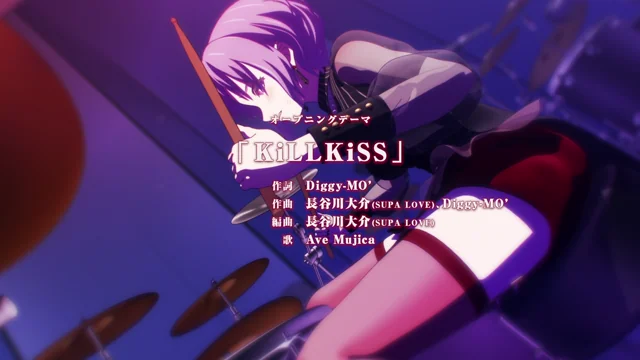 オープニングテーマ
「KiLLKiSS」
作詞 Diggy-MO'
作曲 長谷川大介(SUPA LOVE)、Diggy-MO'
編曲 長谷川大介(SUPA LOVE)
歌 Ave Mujica